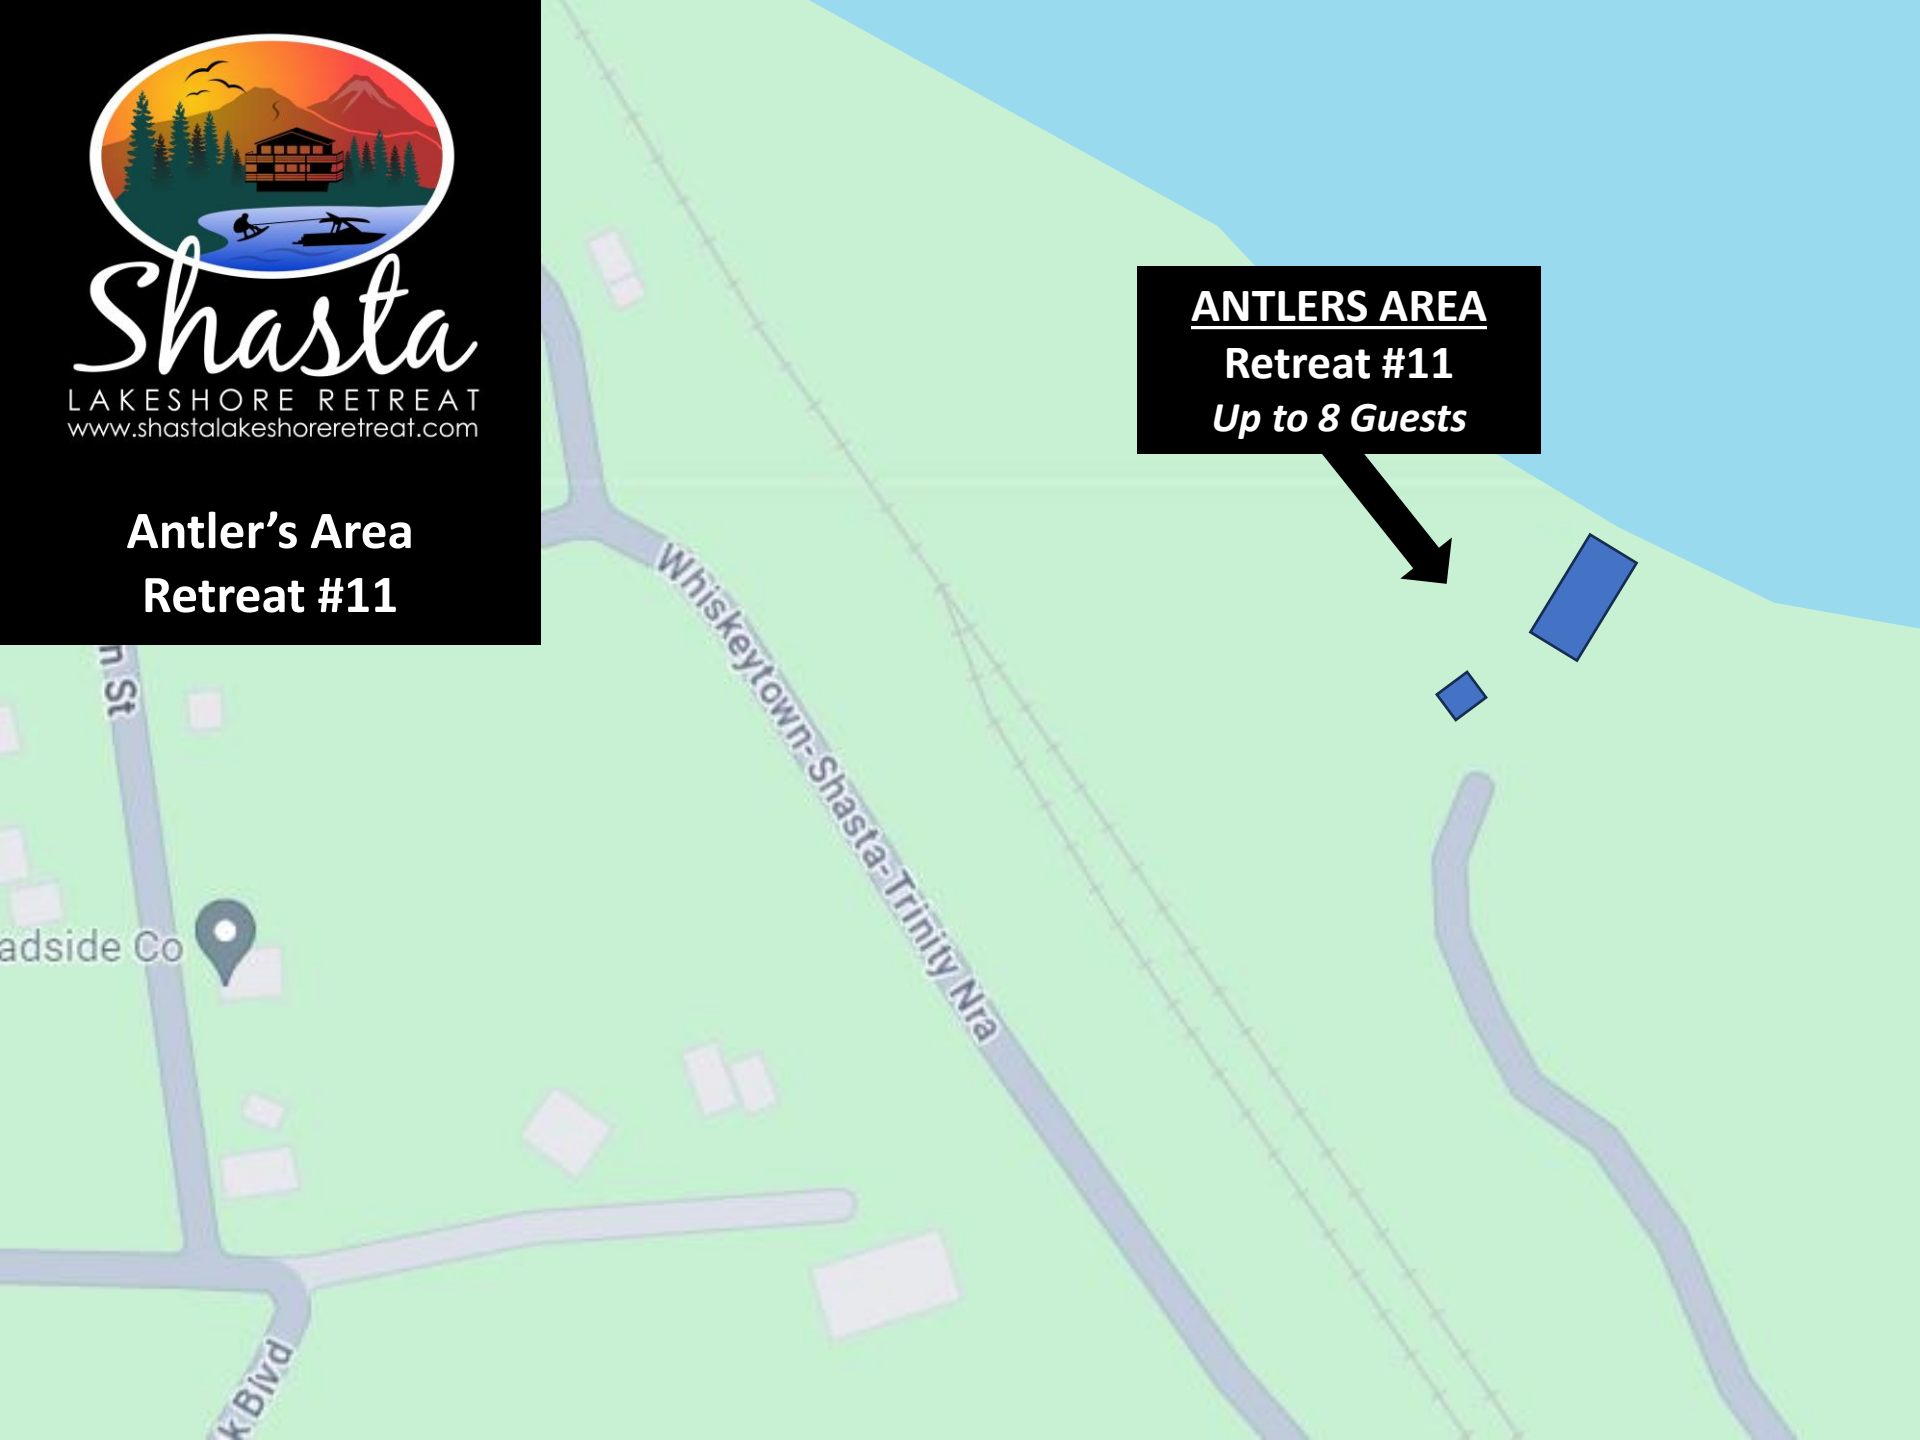 Shasta
LAKESHORE RETREAT
www.shastalakeshoreretreat.com
Antler’s Area
Retreat #11
ANTLERS AREA
Retreat #11
Up to 8 Guests
Whiskeytown-Shasta-Trinity Nra
n St
adside Co
k Blvd